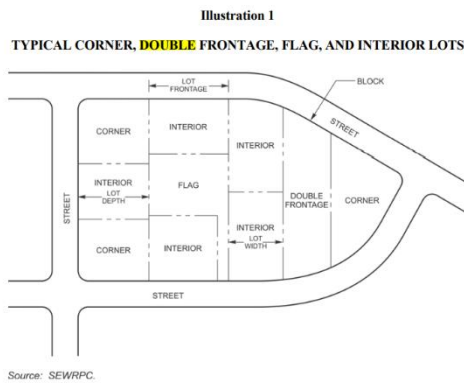 Illustration 1
TYPICAL CORNER, DOUBLE FRONTAGE, FLAG, AND INTERIOR LOTS
LOT
FRONTAGE
BLOCK
STREET
CORNER
INTERIOR
INTERIOR
INTERIOR
LOT
DEPTH
FLAG
DOUBLE
FRONTAGE
CORNER
STREET
CORNER
INTERIOR
INTERIOR
LOT
WIDTH
STREET
Source: SEWRPC.